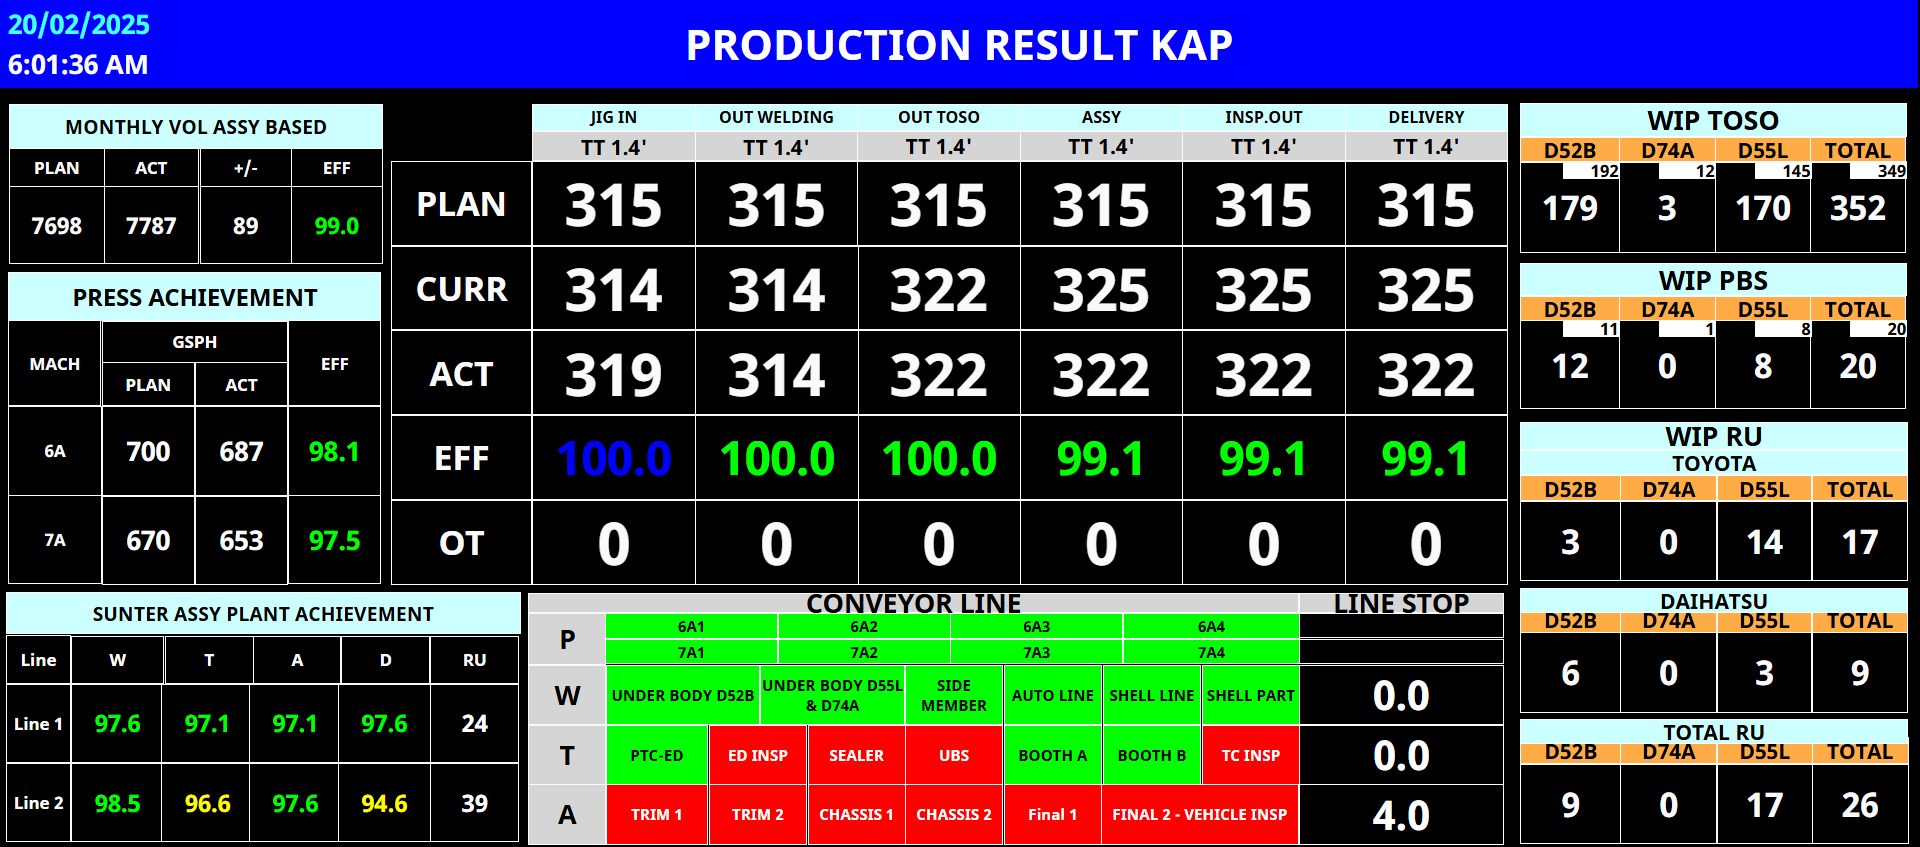 20/02/2025
6:01:36 AM
PRODUCTION RESULT KAP
MONTHLY VOL ASSY BASED
PLAN ACT +/- EFF
7698 7787 89 99.0
PRESS ACHIEVEMENT
MACH GSPH EFF
PLAN ACT
6A 700 687 98.1
7A 670 653 97.5
JIG IN OUT WELDING OUT TOSO ASSY INSP.OUT DELIVERY
TT 1.4' TT 1.4' TT 1.4' TT 1.4' TT 1.4' TT 1.4'
PLAN 315 315 315 315 315 315
CURR 314 314 322 325 325 325
ACT 319 314 322 322 322 322
EFF 100.0 100.0 100.0 99.1 99.1 99.1
OT 0 0 0 0 0 0
WIP TOSO
D52B D74A D55L TOTAL
192 12 145 349
179 3 170 352
WIP PBS
D52B D74A D55L TOTAL
11 1 8 20
12 0 8 20
WIP RU
TOYOTA
D52B D74A D55L TOTAL
3 0 14 17
DAIHATSU
D52B D74A D55L TOTAL
6 0 3 9
TOTAL RU
D52B D74A D55L TOTAL
9 0 17 26
SUNTER ASSY PLANT ACHIEVEMENT
Line W T A D RU
Line 1 97.6 97.1 97.1 97.6 24
Line 2 98.5 96.6 97.6 94.6 39
CONVEYOR LINE LINE STOP
P 6A1 6A2 6A3 6A4
7A1 7A2 7A3 7A4
W UNDER BODY D52B UNDER BODY D55L & D74A SIDE MEMBER AUTO LINE SHELL LINE SHELL PART 0.0
T PTC-ED ED INSP SEALER UBS BOOTH A BOOTH B TC INSP 0.0
A TRIM 1 TRIM 2 CHASSIS 1 CHASSIS 2 Final 1 FINAL 2 - VEHICLE INSP 4.0